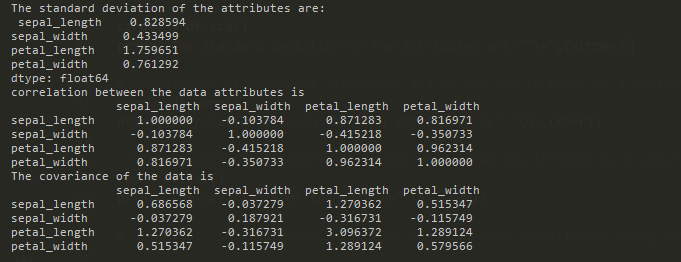 The standard deviation of the attributes are:
 sepal_length    0.828594
sepal_width     0.433499
petal_length    1.759651
petal_width     0.761292
dtype: float64
correlation between the data attributes is
              sepal_length  sepal_width  petal_length  petal_width
sepal_length      1.000000    -0.103784      0.871283     0.816971
sepal_width      -0.103784     1.000000     -0.415218    -0.350733
petal_length      0.871283    -0.415218      1.000000     0.962314
petal_width       0.816971    -0.350733      0.962314     1.000000
The covariance of the data is
              sepal_length  sepal_width  petal_length  petal_width
sepal_length      0.686568    -0.037279      1.270362     0.515347
sepal_width      -0.037279     0.187921     -0.316731    -0.115749
petal_length      1.270362    -0.316731      3.096372     1.289124
petal_width       0.515347    -0.115749      1.289124     0.579566